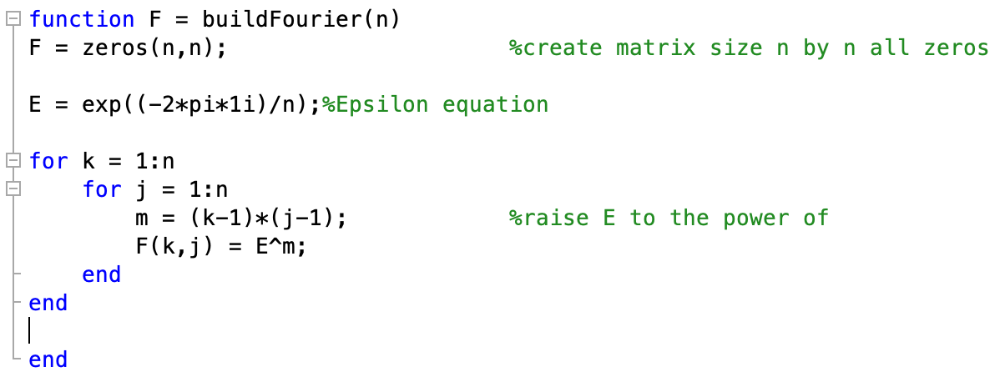 function F = buildFourier(n)
F = zeros(n,n); %create matrix size n by n all zeros
E = exp((-2*pi*1i)/n);%Epsilon equation
for k = 1:n
for j = 1:n
m = (k-1)*(j-1); %raise E to the power of
F(k,j) = E^m;
end
end
end